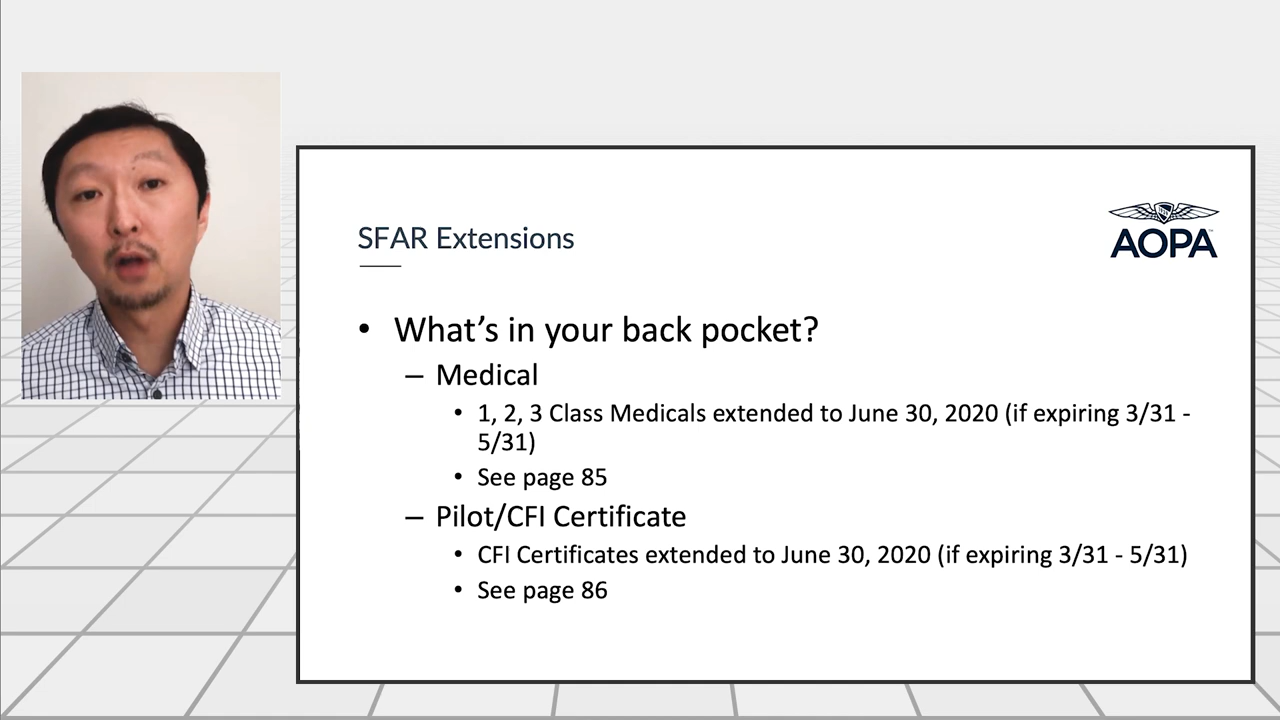 SFAR Extensions
AOPA
• What's in your back pocket?
– Medical
• 1, 2, 3 Class Medicals extended to June 30, 2020 (if expiring 3/31 -
5/31)
• See page 85
– Pilot/CFI Certificate
• CFI Certificates extended to June 30, 2020 (if expiring 3/31 - 5/31)
• See page 86